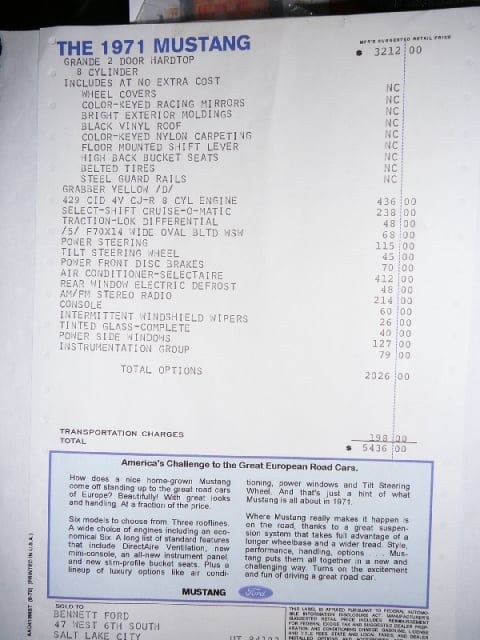 THE 1971 MUSTANG
MFR'S SUGGESTED RETAIL PRICE
$ 3212 00
GRANDE 2 DOOR HARDTOP
8 CYLINDER
INCLUDES AT NO EXTRA COST
WHEEL COVERS NC
COLOR-KEYED RACING MIRRORS NC
BRIGHT EXTERIOR MOLDINGS NC
BLACK VINYL ROOF NC
COLOR-KEYED NYLON CARPETING NC
FLOOR MOUNTED SHIFT LEVER NC
HIGH BACK BUCKET SEATS NC
BELTED TIRES NC
STEEL GUARD RAILS NC
GRABBER YELLOW /D/
429 CID 4V CJ-R 8 CYL ENGINE 436 00
SELECT-SHIFT CRUISE-O-MATIC 238 00
TRACTION-LOK DIFFERENTIAL 48 00
/5/ F70X14 WIDE OVAL BLTD WSW 68 00
POWER STEERING 115 00
TILT STEERING WHEEL 45 00
POWER FRONT DISC BRAKES 70 00
AIR CONDITIONER-SELECTAIRE 412 00
REAR WINDOW ELECTRIC DEFROST 48 00
AM/FM STEREO RADIO 214 00
CONSOLE 60 00
INTERMITTENT WINDSHIELD WIPERS 26 00
TINTED GLASS-COMPLETE 40 00
POWER SIDE WINDOWS 127 00
INSTRUMENTATION GROUP 79 00
TOTAL OPTIONS 2026 00
TRANSPORTATION CHARGES 198 00
TOTAL $ 5436 00
America's Challenge to the Great European Road Cars.
How does a nice home-grown Mustang
come off standing up to the great road cars
of Europe? Beautifully! With great looks
and handling. At a fraction of the price.
Six models to choose from. Three rooflines.
A wide choice of engines including an eco-
nomical Six. A long list of standard features
that include DirectAire Ventilation, new
mini-console, an all-new instrument panel,
and new slim-profile bucket seats. Plus a
lineup of luxury options like air condi-
tioning, power windows and Tilt Steering
Wheel. And that's just a hint of what
Mustang is all about in 1971.
Where Mustang really makes it happen is
on the road, thanks to a great suspen-
sion system that takes full advantage of a
longer wheelbase and a wider tread. Style,
performance, handling, options . . . Mus-
tang puts them all together in a new and
challenging way. Turns on the excitement
and fun of driving a great road car.
MUSTANG Ford
SOLD TO
BENNETT FORD
47 WEST 6TH SOUTH
SALT LAKE CITY UT